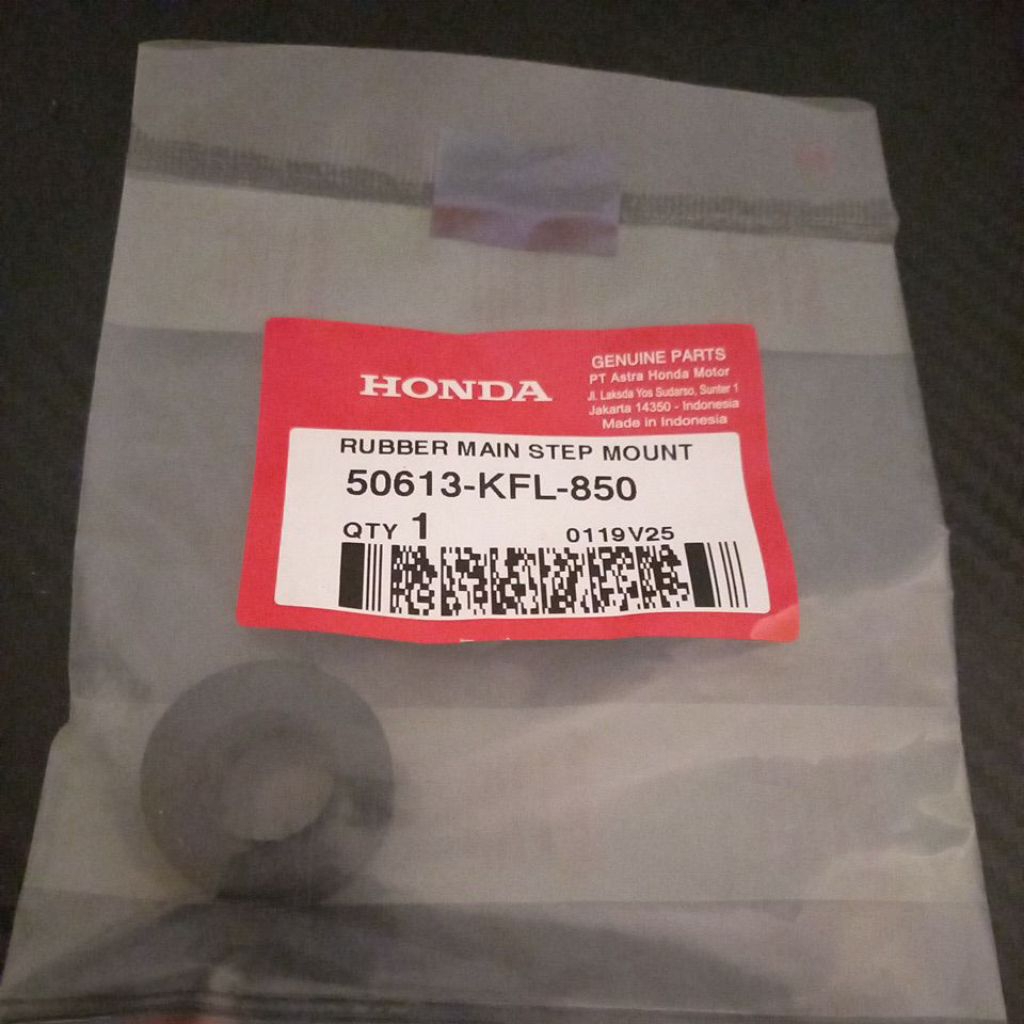 HONDA
GENUINE PARTS
PT Astra Honda Motor
Jl. Laksda Yos Sudarso, Sunter 1
Jakarta 14350 - Indonesia
Made in Indonesia
RUBBER MAIN STEP MOUNT
50613-KFL-850
QTY 1
0119V25